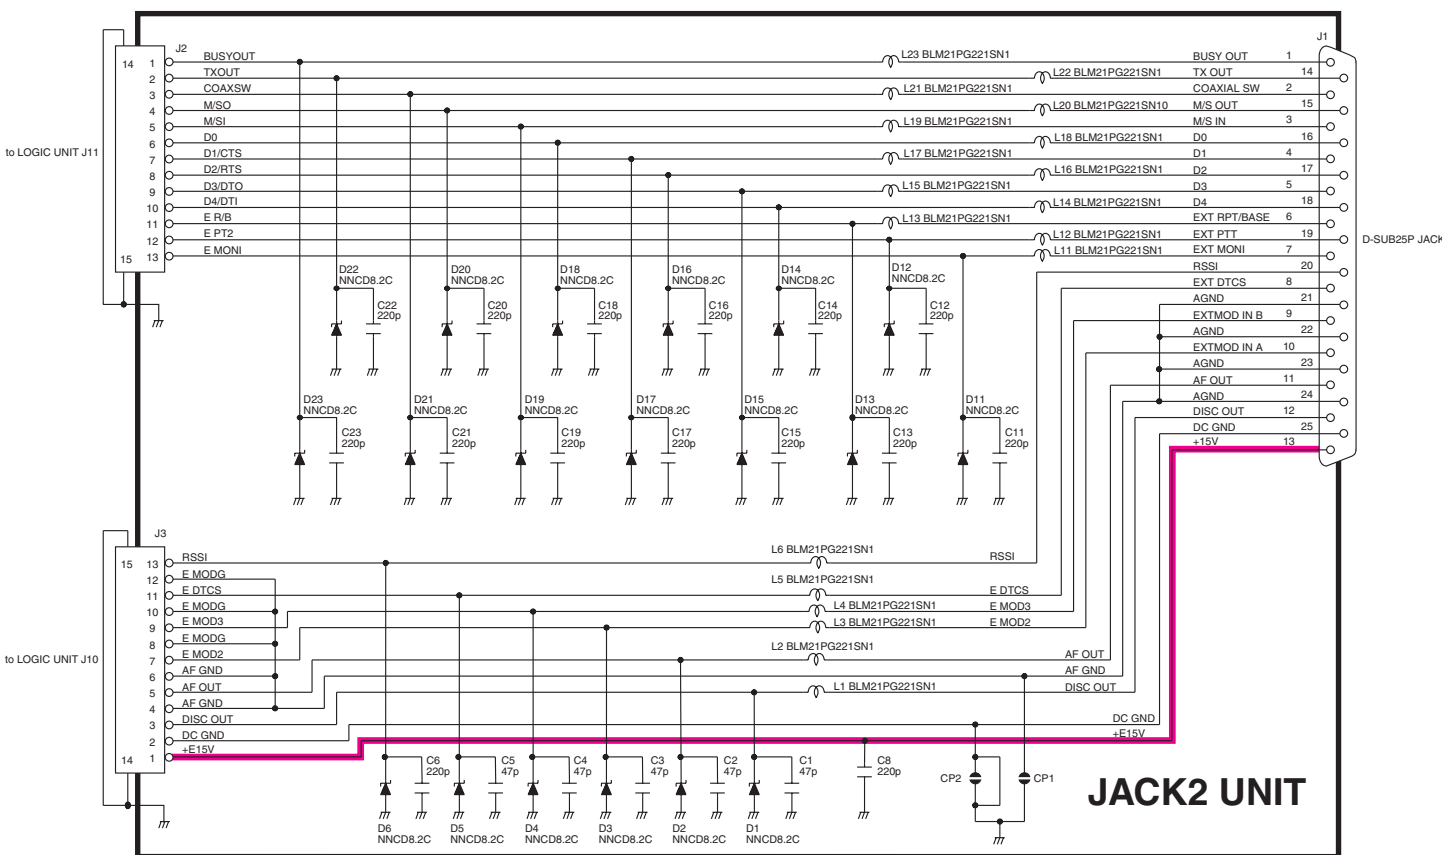 J1
J2
14 1 BUSYOUT L23 BLM21PG221SN1 BUSY OUT 1
2 TXOUT L22 BLM21PG221SN1 TX OUT 14
3 COAXSW L21 BLM21PG221SN1 COAXIAL SW 2
4 M/SO L20 BLM21PG221SN10 M/S OUT 15
5 M/SI L19 BLM21PG221SN1 M/S IN 3
6 D0 L18 BLM21PG221SN1 D0 16
to LOGIC UNIT J11
7 D1/CTS L17 BLM21PG221SN1 D1 4
8 D2/RTS L16 BLM21PG221SN1 D2 17
9 D3/DTO L15 BLM21PG221SN1 D3 5
10 D4/DTI L14 BLM21PG221SN1 D4 18
11 E R/B L13 BLM21PG221SN1 EXT RPT/BASE 6
12 E PT2 L12 BLM21PG221SN1 EXT PTT 19
D-SUB25P JACK
15 13 E MONI L11 BLM21PG221SN1 EXT MONI 7
RSSI 20
EXT DTCS 8
AGND 21
EXTMOD IN B 9
AGND 22
EXTMOD IN A 10
AGND 23
AF OUT 11
AGND 24
DISC OUT 12
DC GND 25
+15V 13
D22 D20 D18 D16 D14 D12
NNCD8.2C NNCD8.2C NNCD8.2C NNCD8.2C NNCD8.2C NNCD8.2C
C22 C20 C18 C16 C14 C12
220p 220p 220p 220p 220p 220p
D23 D21 D19 D17 D15 D13 D11
NNCD8.2C NNCD8.2C NNCD8.2C NNCD8.2C NNCD8.2C NNCD8.2C NNCD8.2C
C23 C21 C19 C17 C15 C13 C11
220p 220p 220p 220p 220p 220p 220p
J3
15 13 RSSI L6 BLM21PG221SN1 RSSI
12 E MODG
11 E DTCS L5 BLM21PG221SN1 E DTCS
10 E MODG L4 BLM21PG221SN1 E MOD3
9 E MOD3 L3 BLM21PG221SN1 E MOD2
8 E MODG
to LOGIC UNIT J10
7 E MOD2 L2 BLM21PG221SN1 AF OUT
6 AF GND AF GND
5 AF OUT L1 BLM21PG221SN1 DISC OUT
4 AF GND
3 DISC OUT DC GND
2 DC GND +E15V
14 1 +E15V
C6 C5 C4 C3 C2 C1 C8
220p 47p 47p 47p 47p 47p 220p
CP2 CP1
D6 D5 D4 D3 D2 D1
NNCD8.2C NNCD8.2C NNCD8.2C NNCD8.2C NNCD8.2C NNCD8.2C
JACK2 UNIT